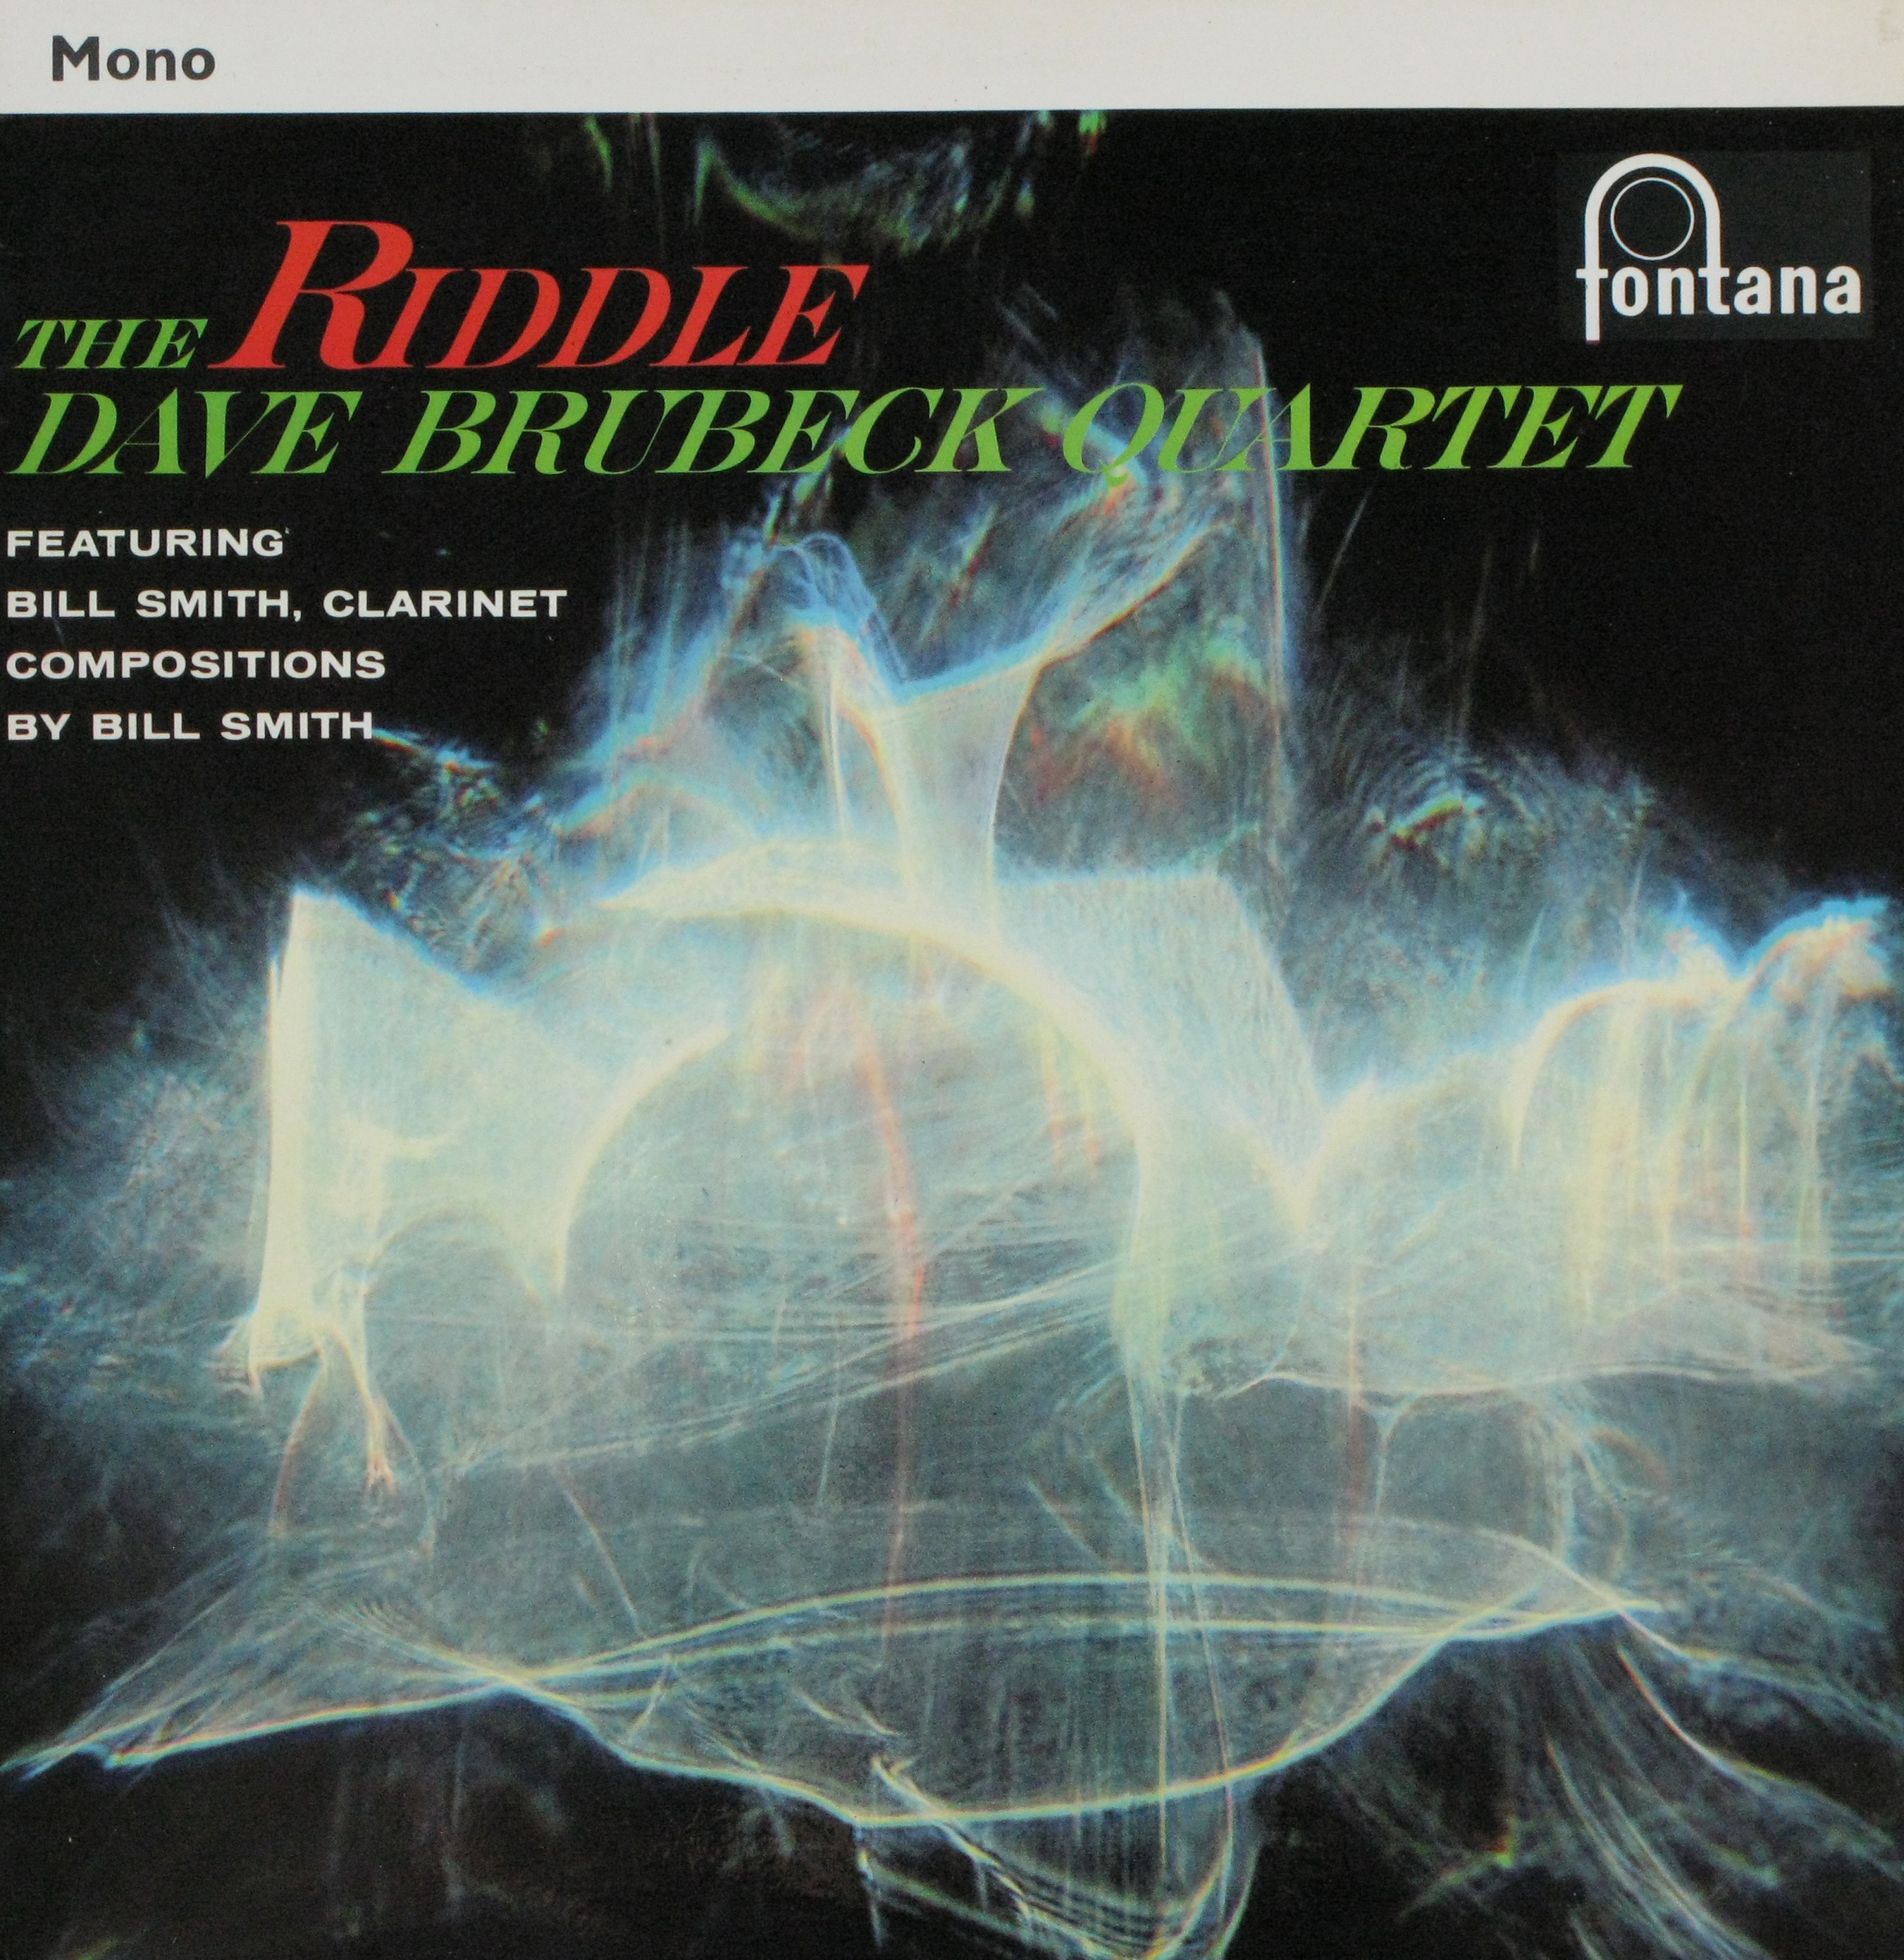 Mono
fontana
THE RIDDLE
DAVE BRUBECK QUARTET
FEATURING
BILL SMITH, CLARINET
COMPOSITIONS
BY BILL SMITH